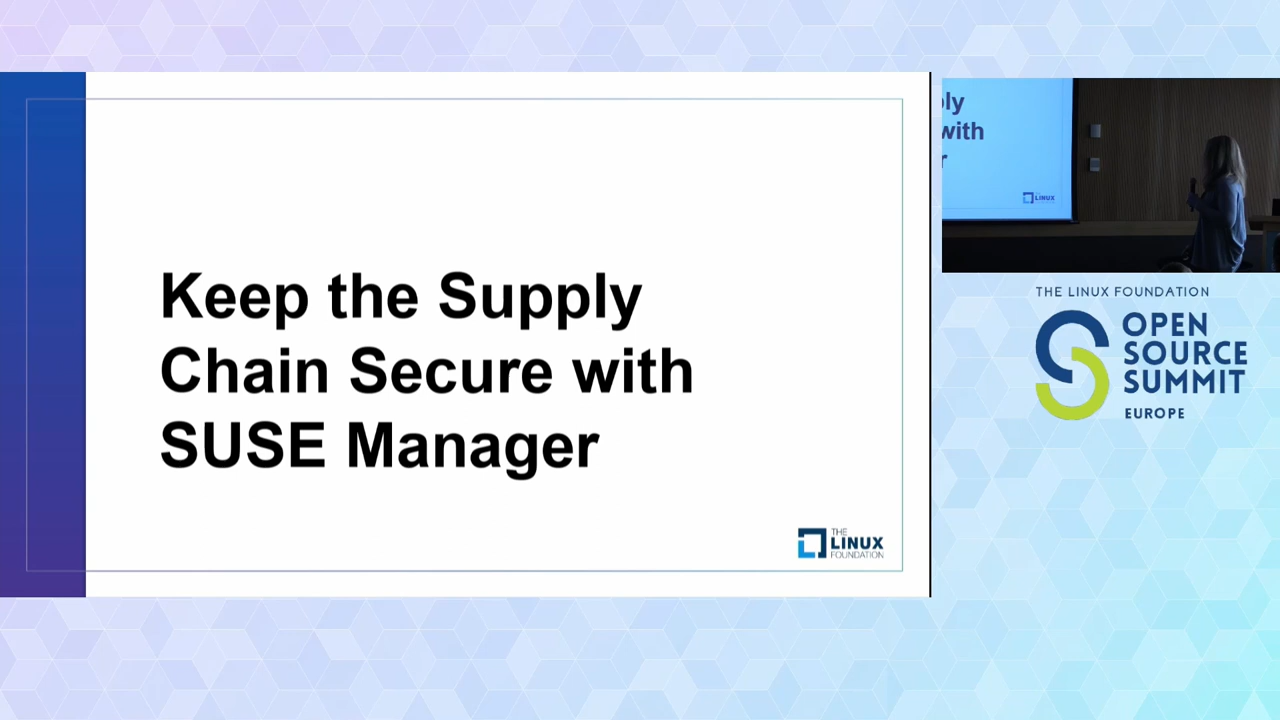 Keep the Supply
Chain Secure with
SUSE Manager
THE
LINUX
FOUNDATION
ply
with
r
LINUX
THE LINUX FOUNDATION
OPEN
SOURCE
SUMMIT
EUROPE